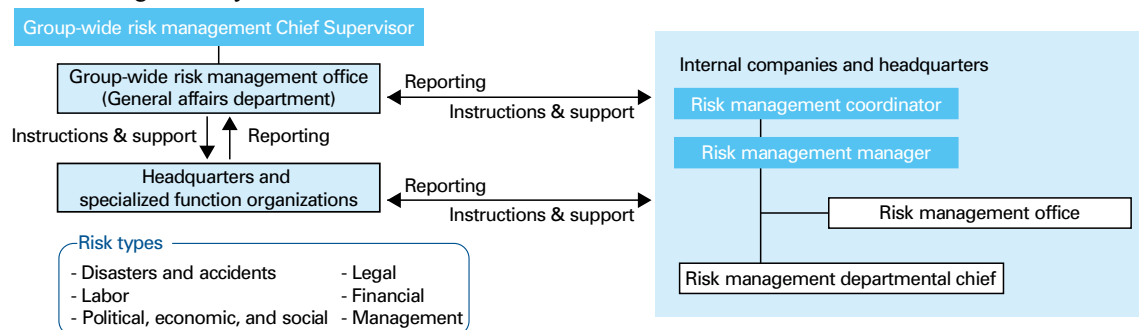 Group-wide risk management Chief Supervisor
Group-wide risk management office
(General affairs department)
Instructions & support
Reporting
Headquarters and
specialized function organizations
Reporting
Instructions & support
Reporting
Instructions & support
Risk types
- Disasters and accidents
- Labor
- Political, economic, and social
- Legal
- Financial
- Management
Internal companies and headquarters
Risk management coordinator
Risk management manager
Risk management office
Risk management departmental chief